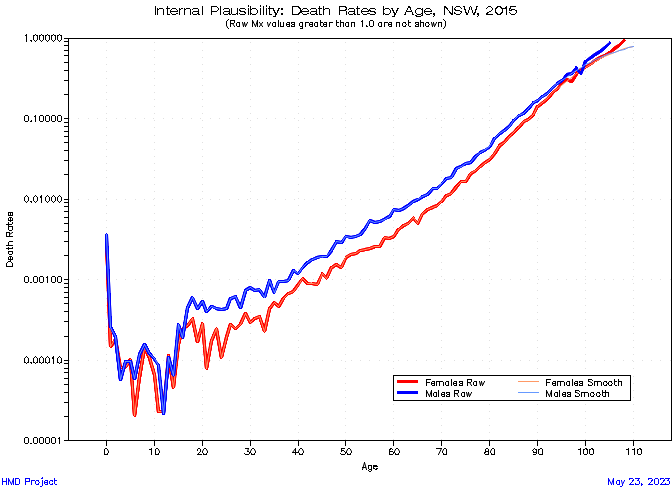 Internal Plausibility: Death Rates by Age, NSW, 2015
(Raw Mx values greater than 1.0 are not shown)
Death Rates
1.00000
0.10000
0.01000
0.00100
0.00010
0.00001
Females Raw
Females Smooth
Males Raw
Males Smooth
0 10 20 30 40 50 60 70 80 90 100 110
Age
HMD Project
May 23, 2023